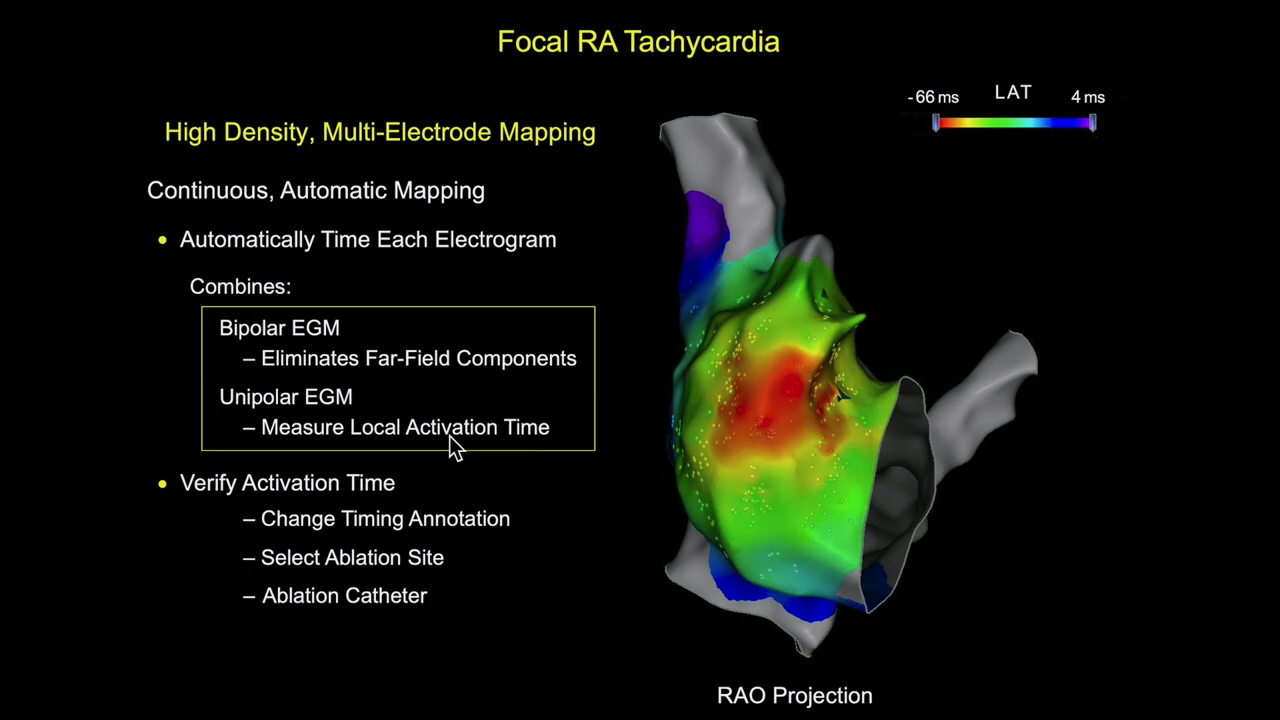 Focal RA Tachycardia
High Density, Multi-Electrode Mapping
Continuous, Automatic Mapping
• Automatically Time Each Electrogram
Combines:
Bipolar EGM
– Eliminates Far-Field Components
Unipolar EGM
– Measure Local Activation Time
• Verify Activation Time
– Change Timing Annotation
– Select Ablation Site
– Ablation Catheter
-66 ms LAT 4 ms
RAO Projection